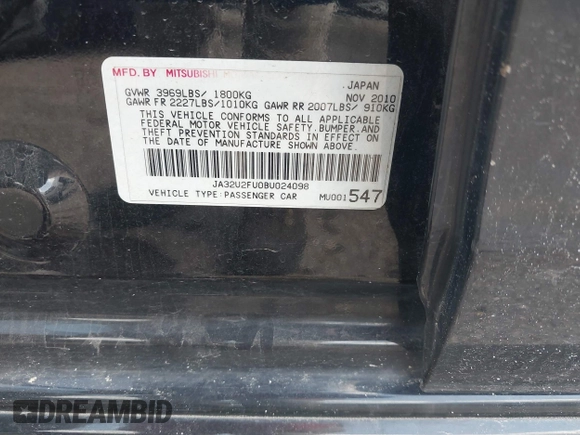 MFD. BY MITSUBISHI
JAPAN
GVWR 3969LBS/ 1800KG NOV 2010
GAWR FR 2227LBS/1010KG GAWR RR 2007LBS/ 910KG
THIS VEHICLE CONFORMS TO ALL APPLICABLE
FEDERAL MOTOR VEHICLE SAFETY, BUMPER, AND
THEFT PREVENTION STANDARDS IN EFFECT ON
THE DATE OF MANUFACTURE SHOWN ABOVE.
JA32U2FU0BU024098
VEHICLE TYPE:PASSENGER CAR MU001547
DREAMBID